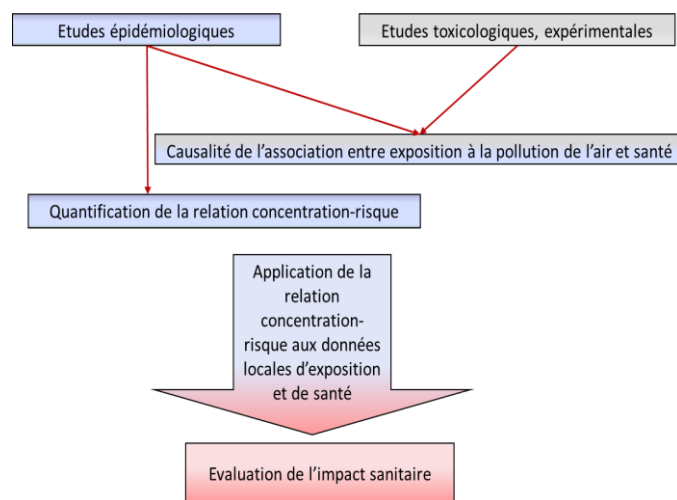 Etudes épidémiologiques
Etudes toxicologiques, expérimentales
Causalité de l’association entre exposition à la pollution de l’air et santé
Quantification de la relation concentration-risque
Application de la
relation
concentration-
risque aux données
locales d’exposition
et de santé
Evaluation de l’impact sanitaire